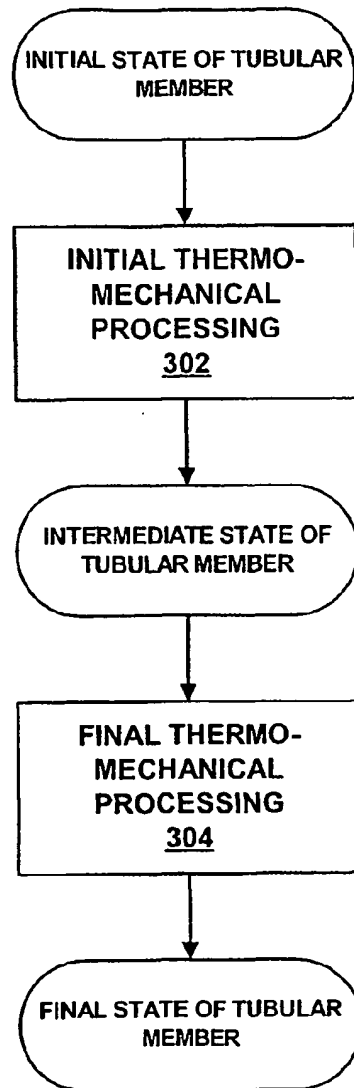 INITIAL STATE OF TUBULAR
MEMBER
INITIAL THERMO-
MECHANICAL
PROCESSING
302
INTERMEDIATE STATE OF
TUBULAR MEMBER
FINAL THERMO-
MECHANICAL
PROCESSING
304
FINAL STATE OF TUBULAR
MEMBER